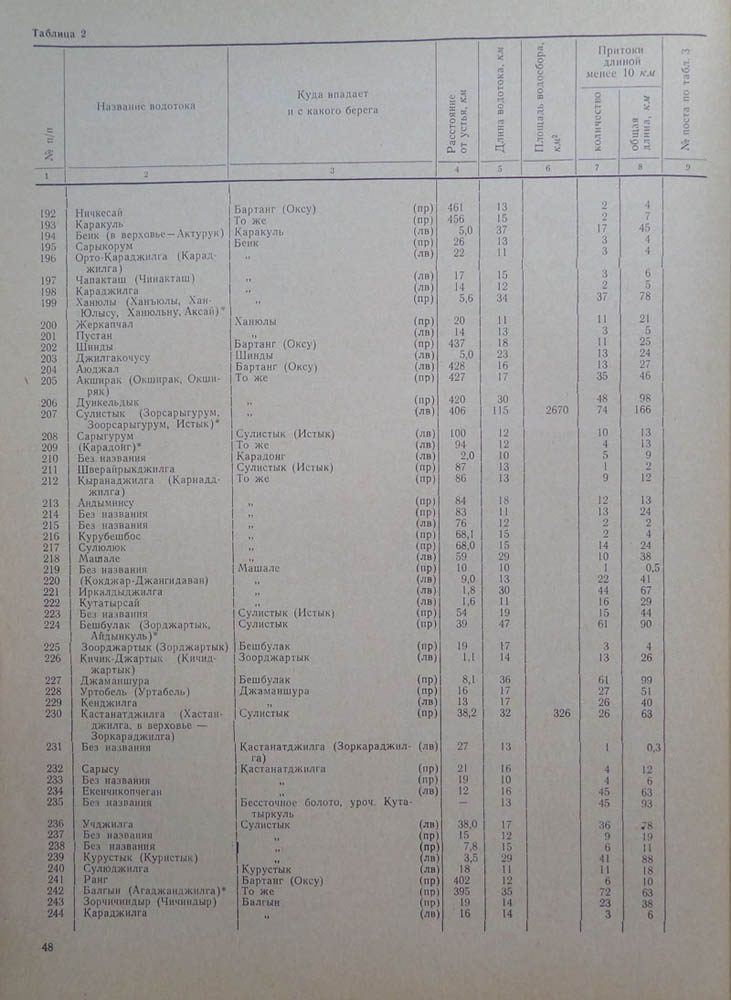 Таблица 2
№ п/п | Название водотока | Куда впадает и с какого берега | Расстояние от устья, км | Длина водотока, км | Площадь водосбора, км² | Притоки длиной менее 10 км | количество | общая длина, км | № поста по табл. 3
1 2 3 4 5 6 7 8 9
192 Ничкесай Бартанг (Оксу) (пр) 461 13 2 4
193 Каракуль То же (пр) 456 15 2 7
194 Беик (в верховье—Актурук) Каракуль (лв) 5,0 37 17 45
195 Сарыкорум Беик (пр) 26 13 3 4
196 Орто-Караджилга (Карад- „ (лв) 22 11 3 4
жилга)
197 Чапакташ (Чинакташ) „ (лв) 17 15 3 6
198 Караджилга „ (лв) 14 12 2 5
199 Ханюлы (Ханъюлы, Хан- „ (пр) 5,6 34 37 78
Юлысу, Ханюльну, Аксай)*
200 Жеркапчал Ханюлы (пр) 20 11 11 21
201 Пустан „ (лв) 14 13 3 5
202 Шинды Бартанг (Оксу) (пр) 437 18 11 25
203 Джилгакочусу Шинды (лв) 5,0 23 13 24
204 Аюджал Бартанг (Оксу) (лв) 428 16 13 27
205 Акширак (Окширак, Окши- То же (пр) 427 17 35 46
ряк)
206 Дункельдык „ (пр) 420 30 48 98
207 Сулистык (Зорсарыгурум, „ (лв) 406 115 2670 74 166
Зоорсарыгурум, Истык)*
208 Сарыгурум Сулистык (Истык) (лв) 100 12 10 13
209 (Карадойг)* То же (лв) 94 12 4 13
210 Без названия Карадоиг (лв) 2,0 10 5 9
211 Шверайрыкджилга Сулистык (Истык) (пр) 87 13 1 2
212 Кыранаджилга (Карнадд- То же (пр) 86 13 9 12
жилга)
213 Андыминсу „ (пр) 84 18 12 13
214 Без названия „ (пр) 83 11 13 24
215 Без названия „ (лв) 76 12 2 2
216 Курубешбос „ (пр) 68,1 15 2 4
217 Сулюлюк „ (пр) 68,0 15 14 24
218 Машале „ (лв) 59 29 10 38
219 Без названия Машале (пр) 10 10 1 0,5
220 (Кокджар-Джангидаван) „ (лв) 9,0 13 22 41
221 Иркалдыджилга „ (лв) 1,8 30 44 67
222 Кутатырсай „ (лв) 1,6 11 16 29
223 Без названия Сулистык (Истык) (пр) 54 19 15 44
224 Бешбулак (Зорджартык, Сулистык (пр) 39 47 61 90
Айдынкуль)*
225 Зоорджартык (Зорджартык) Бешбулак (пр) 19 17 3 4
226 Кичик-Джартык (Кичид- Зоорджартык (лв) 1,1 14 13 26
жартык)
227 Джаманшура Бешбулак (пр) 8,1 36 61 99
228 Уртобель (Уртабель) Джаманшура (пр) 16 17 27 51
229 Кенджилга „ (лв) 13 17 26 40
230 Кастанатджилга (Хастан- Сулистык (пр) 38,2 32 326 26 63
джилга, в верховье —
Зоркараджилга)
231 Без названия Кастанатджилга (Зоркараджил- (лв) 27 13 1 0,3
га)
232 Сарысу Кастанатджилга (пр) 21 16 4 12
233 Без названия „ (пр) 19 10 4 6
234 Екенчикопчеган „ (лв) 12 16 45 63
235 Без названия Бессточное болото, уроч. Кута- — 13 45 93
тыркуль
236 Учджилга Сулистык (лв) 38,0 17 36 78
237 Без названия „ (пр) 15 12 9 19
238 Без названия „ (пр) 7,8 15 6 11
239 Курустык (Куристык) „ (лв) 3,5 29 41 88
240 Сулюджилга Курустык (лв) 18 11 11 18
241 Ранг Бартанг (Оксу) (пр) 402 12 6 10
242 Балгын (Агаджанджилга)* То же (пр) 395 35 72 63
243 Зорчичиндыр (Чичиндыр) Балгын (пр) 19 14 23 38
244 Караджилга „ (лв) 16 14 3 6
48